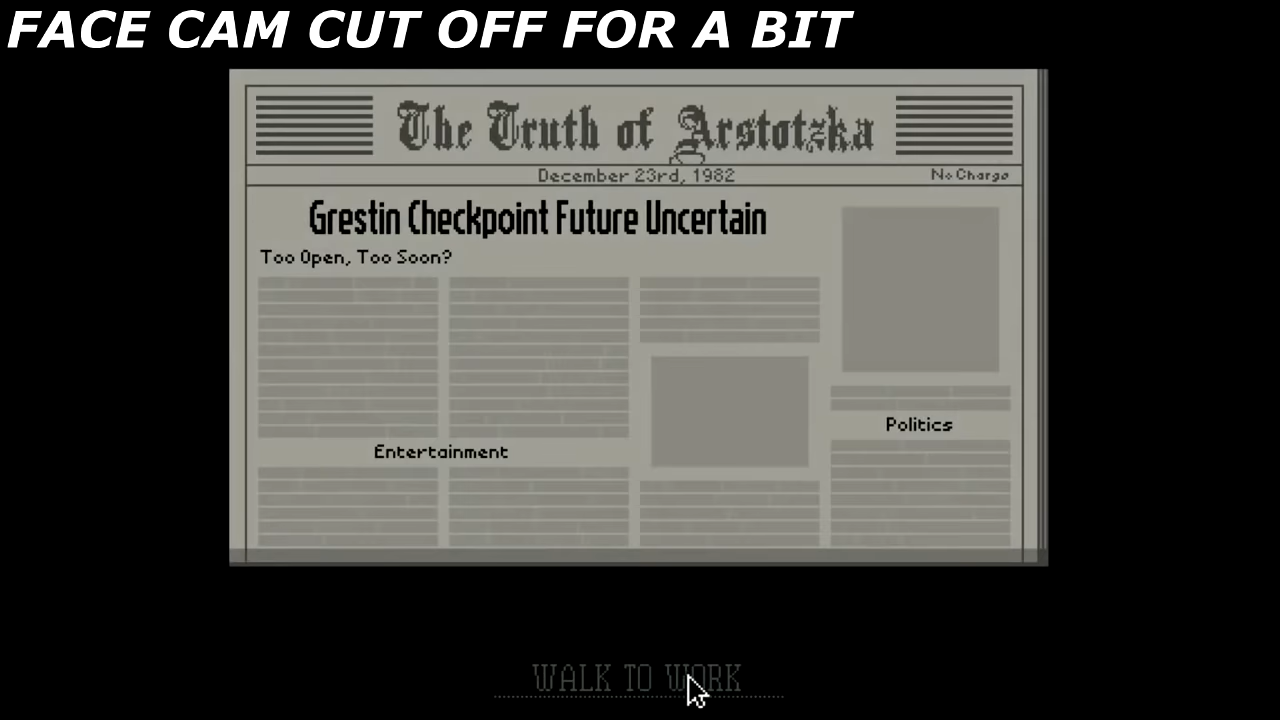 FACE CAM CUT OFF FOR A BIT
The Truth of Arstotzka
December 23rd, 1982
No Charge
Grestin Checkpoint Future Uncertain
Too Open, Too Soon?
Politics
Entertainment
WALK TO WORK